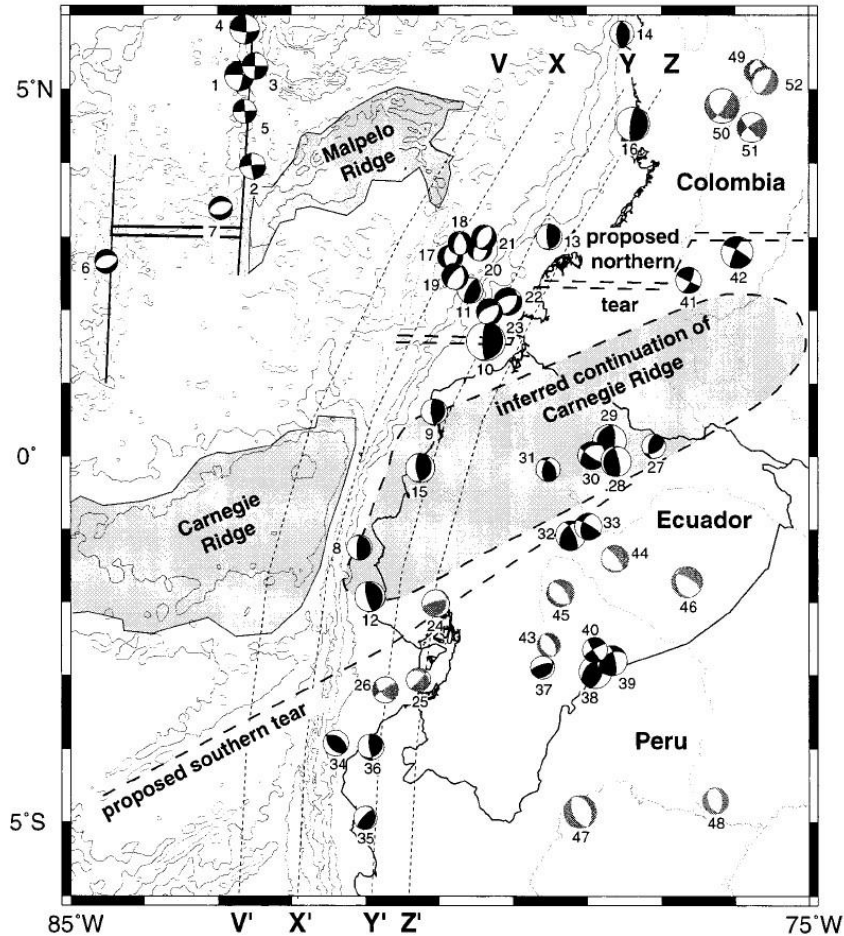 4
14
V X Y Z
49
52
3
1
5°N
5
50
51
16
Malpelo
Ridge
2
Colombia
7
18
21
13
proposed
northern
17
6
20
42
19
41
11
22
tear
23
10
inferred continuation of
Carnegie Ridge
9
29
0°
31
27
30
28
15
Carnegie
Ridge
33
Ecuador
32
8
44
46
12
45
24
43
40
37
39
26
25
38
proposed southern tear
Peru
34
36
35
5°S
47
48
85°W
V' X' Y' Z'
75°W